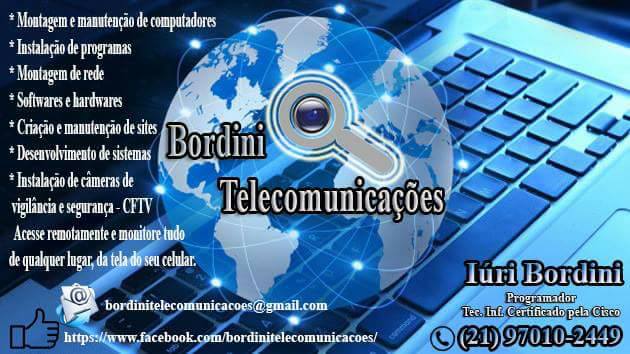 * Montagem e manutenção de computadores
* Instalação de programas
* Montagem de rede
* Softwares e hardwares
* Criação e manutenção de sites
* Desenvolvimento de sistemas
* Instalação de câmeras de
vigilância e segurança - CFTV
Acesse remotamente e monitore tudo
de qualquer lugar, da tela do seu celular.
Bordini
Telecomunicações
bordinitelecomunicacoes@gmail.com
https://www.facebook.com/bordinitelecomunicacoes/
Iúri Bordini
Programador
Tec. Inf. Certificado pela Cisco
(21) 97010-2449
command